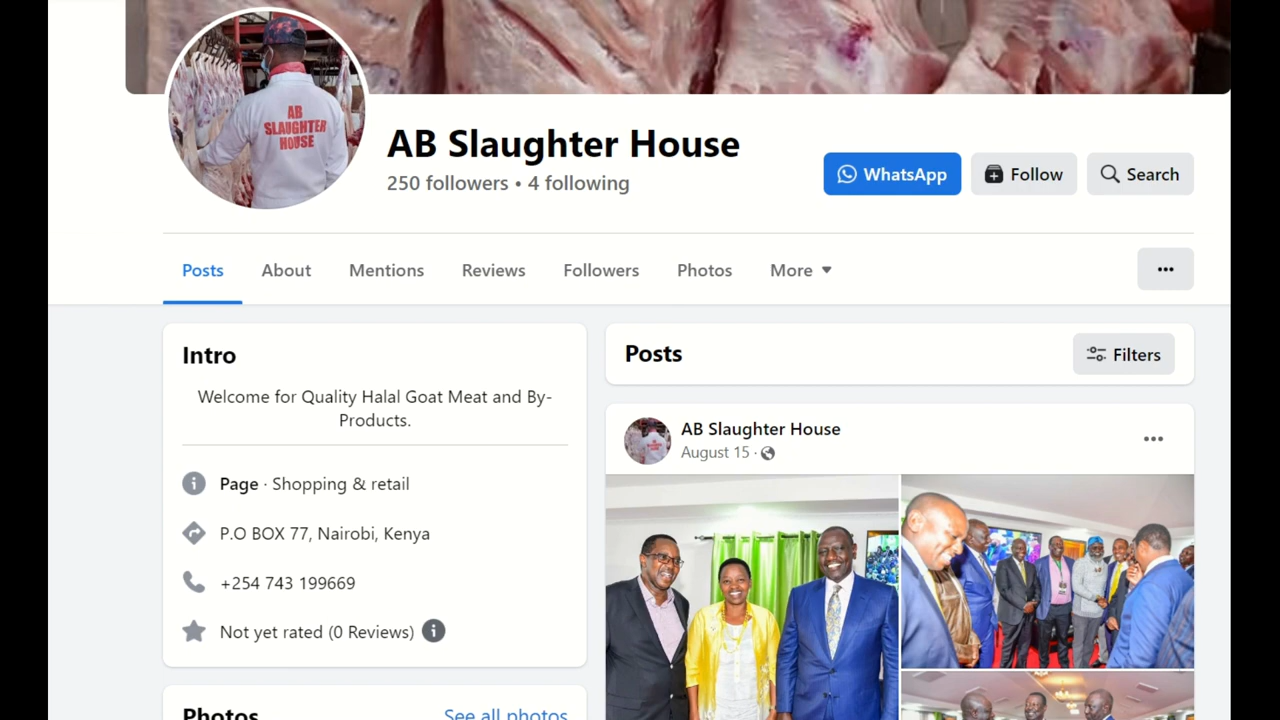 AB
SLAUGHTER
HOUSE
AB Slaughter House
250 followers • 4 following
WhatsApp
Follow
Search
Posts
About
Mentions
Reviews
Followers
Photos
More
Intro
Welcome for Quality Halal Goat Meat and By-
Products.
Page · Shopping & retail
P.O BOX 77, Nairobi, Kenya
+254 743 199669
Not yet rated (0 Reviews)
Photos
See all photos
Posts
Filters
AB Slaughter House
August 15 ·